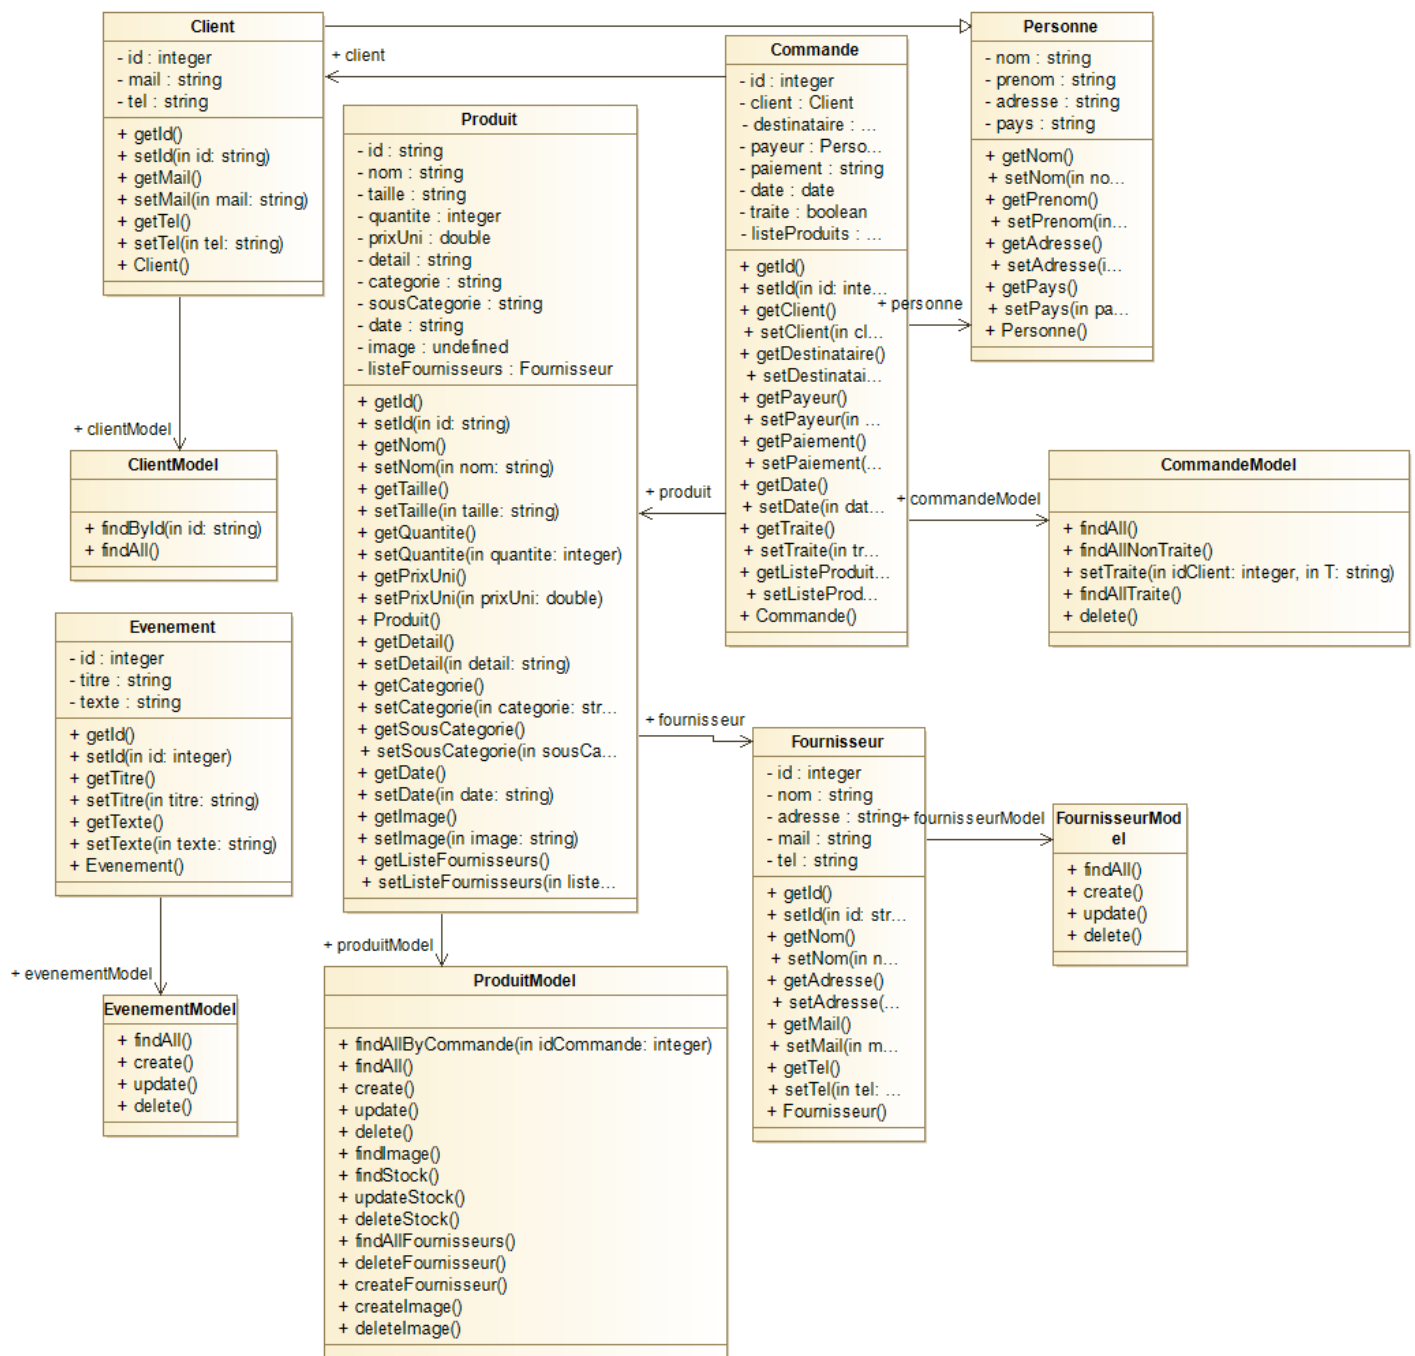 Client
- id : integer
- mail : string
- tel : string
+ getId()
+ setId(in id: string)
+ getMail()
+ setMail(in mail: string)
+ getTel()
+ setTel(in tel: string)
+ Client()
+ client
Commande
- id : integer
- client : Client
- destinataire : ...
- payeur : Perso...
- paiement : string
- date : date
- traite : boolean
- listeProduits : ...
+ getId()
+ setId(in id: inte...
+ getClient()
+ setClient(in cl...
+ getDestinataire()
+ setDestinatai...
+ getPayeur()
+ setPayeur(in ...
+ getPaiement()
+ setPaiement(...
+ getDate()
+ setDate(in dat...
+ getTraite()
+ setTraite(in tr...
+ getListeProduit...
+ setListeProd...
+ Commande()
Personne
- nom : string
- prenom : string
- adresse : string
- pays : string
+ getNom()
+ setNom(in no...
+ getPrenom()
+ setPrenom(in...
+ getAdresse()
+ setAdresse(i...
+ getPays()
+ setPays(in pa...
+ Personne()
+ personne
Produit
- id : string
- nom : string
- taille : string
- quantite : integer
- prixUni : double
- detail : string
- categorie : string
- sousCategorie : string
- date : string
- image : undefined
- listeFournisseurs : Fournisseur
+ getId()
+ setId(in id: string)
+ getNom()
+ setNom(in nom: string)
+ getTaille()
+ setTaille(in taille: string)
+ getQuantite()
+ setQuantite(in quantite: integer)
+ getPrixUni()
+ setPrixUni(in prixUni: double)
+ Produit()
+ getDetail()
+ setDetail(in detail: string)
+ getCategorie()
+ setCategorie(in categorie: str...
+ getSousCategorie()
+ setSousCategorie(in sousCa...
+ getDate()
+ setDate(in date: string)
+ getImage()
+ setImage(in image: string)
+ getListeFournisseurs()
+ setListeFournisseurs(in liste...
+ produit
+ clientModel
ClientModel
+ findById(in id: string)
+ findAll()
+ commandeModel
CommandeModel
+ findAll()
+ findAllNonTraite()
+ setTraite(in idClient: integer, in T: string)
+ findAllTraite()
+ delete()
Evenement
- id : integer
- titre : string
- texte : string
+ getId()
+ setId(in id: integer)
+ getTitre()
+ setTitre(in titre: string)
+ getTexte()
+ setTexte(in texte: string)
+ Evenement()
+ fournisseur
Fournisseur
- id : integer
- nom : string
- adresse : string
- mail : string
- tel : string
+ getId()
+ setId(in id: str...
+ getNom()
+ setNom(in n...
+ getAdresse()
+ setAdresse(...
+ getMail()
+ setMail(in m...
+ getTel()
+ setTel(in tel: ...
+ Fournisseur()
+ fournisseurModel
FournisseurMod
el
+ findAll()
+ create()
+ update()
+ delete()
+ evenementModel
EvenementModel
+ findAll()
+ create()
+ update()
+ delete()
+ produitModel
ProduitModel
+ findAllByCommande(in idCommande: integer)
+ findAll()
+ create()
+ update()
+ delete()
+ findImage()
+ findStock()
+ updateStock()
+ deleteStock()
+ findAllFournisseurs()
+ deleteFournisseur()
+ createFournisseur()
+ createImage()
+ deleteImage()